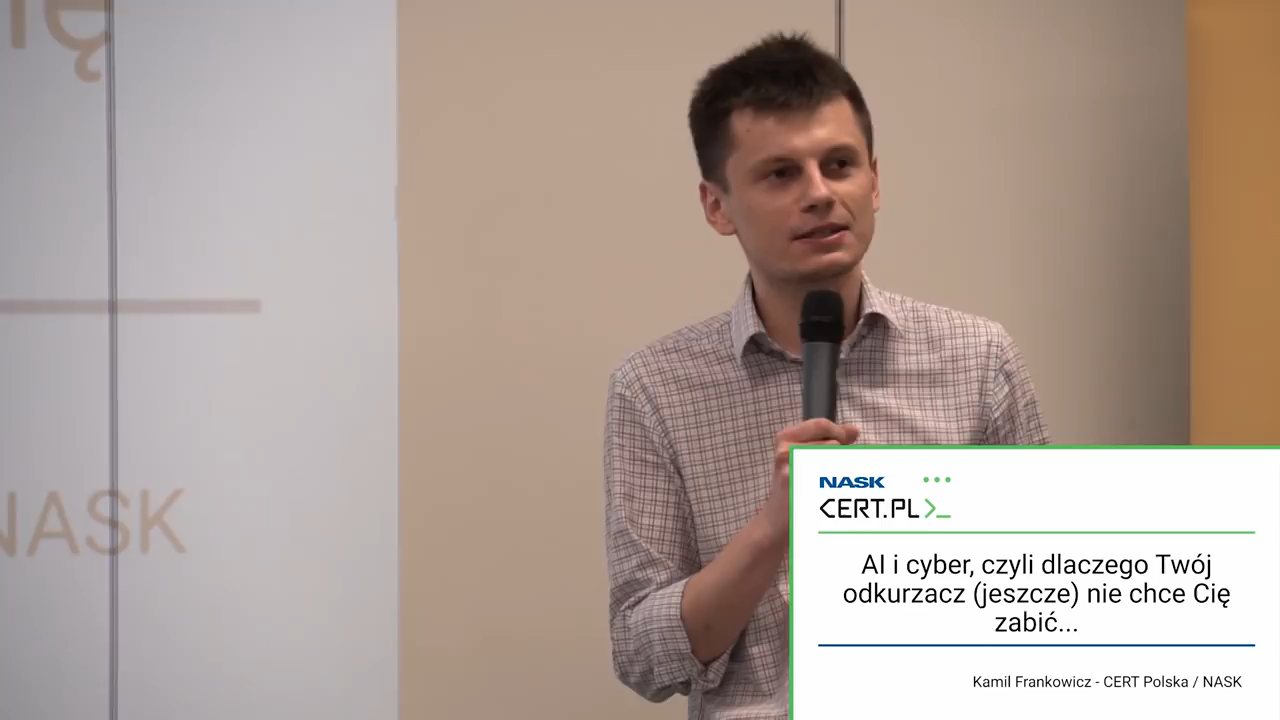 ię
NASK
NASK
CERT.PL>_
AI i cyber, czyli dlaczego Twój
odkurzacz (jeszcze) nie chce Cię
zabić...
Kamil Frankowicz - CERT Polska / NASK